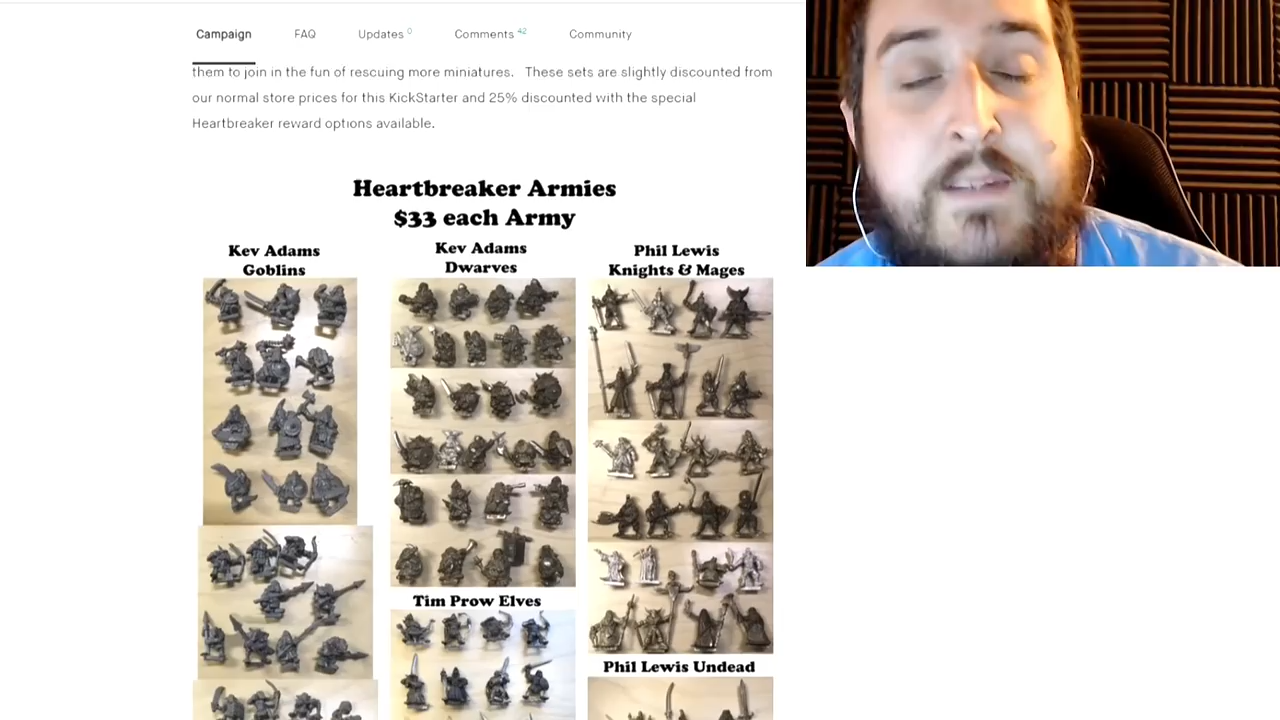 Campaign FAQ Updates 0 Comments 42 Community
them to join in the fun of rescuing more miniatures. These sets are slightly discounted from
our normal store prices for this KickStarter and 25% discounted with the special
Heartbreaker reward options available.
Heartbreaker Armies
$33 each Army
Kev Adams
Goblins
Kev Adams
Dwarves
Phil Lewis
Knights & Mages
Tim Prow Elves
Phil Lewis Undead